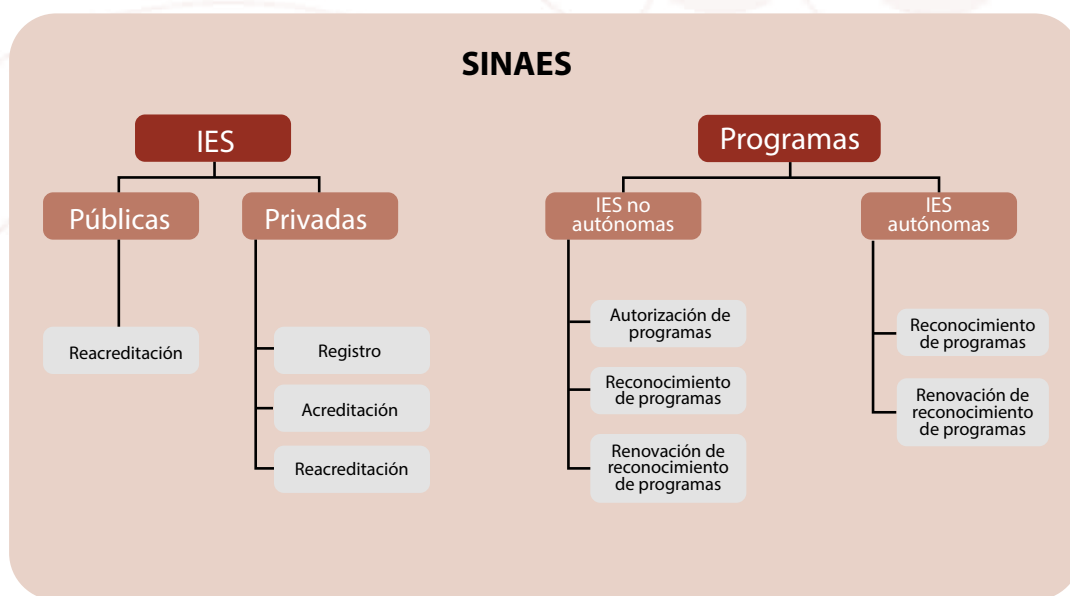 SINAES
IES
Públicas
Reacreditación
Privadas
Registro
Acreditación
Reacreditación
Programas
IES no
autónomas
Autorización de
programas
Reconocimiento
de programas
Renovación de
reconocimiento
de programas
IES
autónomas
Reconocimiento
de programas
Renovación de
reconocimiento
de programas